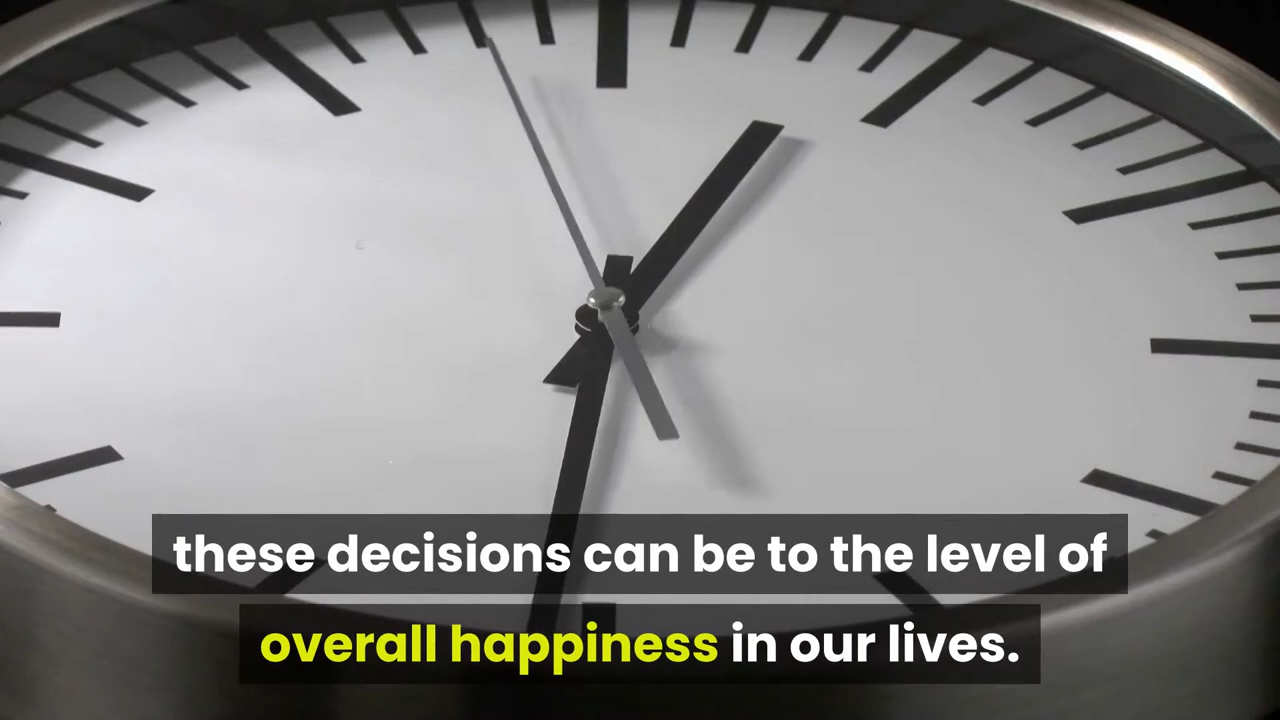 these decisions can be to the level of
overall happiness in our lives.